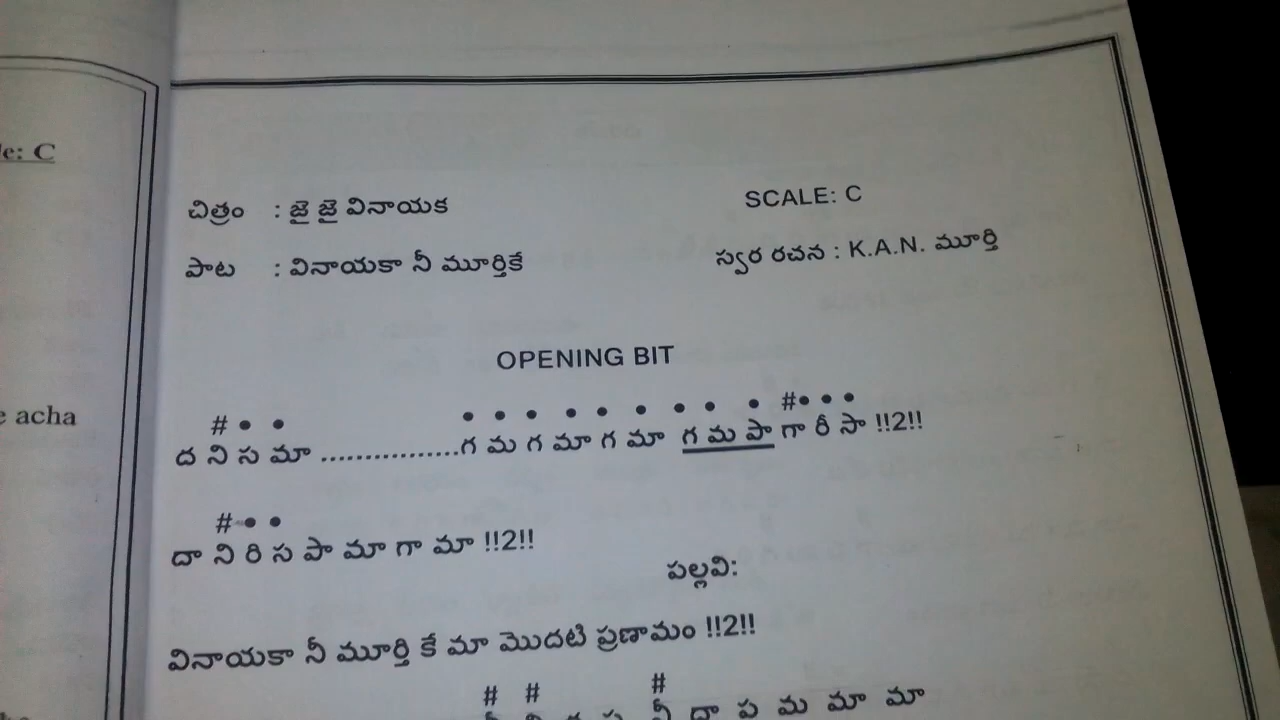 le: C
e acha
చిత్రం : జై జై వినాయక SCALE: C
పాట : వినాయకా నీ మూర్తికే స్వర రచన : K.A.N. మూర్తి
OPENING BIT
# • • • • • • • • • • • #• • •
ద ని స మా ................గ మ గ మా గ మా గ మ పా గా రీ సా !!2!!
# • •
దా ని రి స పా మా గా మా !!2!!
పల్లవి:
వినాయకా నీ మూర్తి కే మా మొదటి ప్రణామం !!2!!
# # #
దా ప మ మా మా